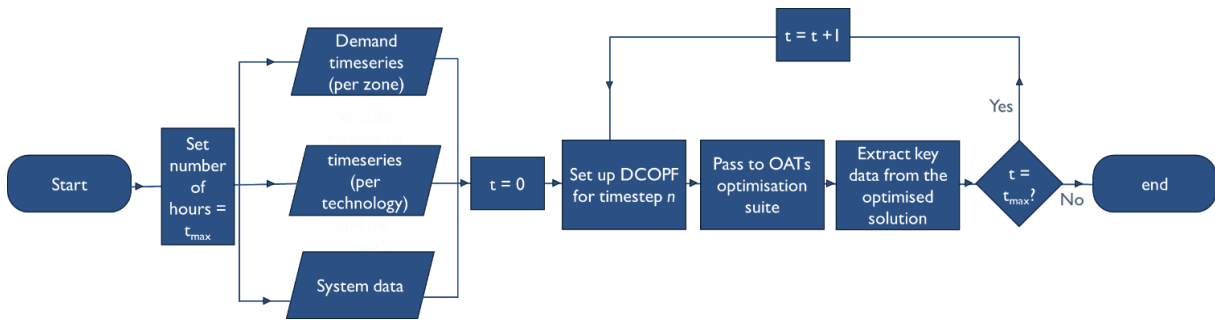 Start
Set
number
of
hours =
tmax
Demand
timeseries
(per zone)
timeseries
(per
technology)
System data
t = 0
t = t +1
Set up DCOPF
for timestep n
Pass to OATs
optimisation
suite
Extract key
data from the
optimised
solution
t =
tmax?
Yes
No
end